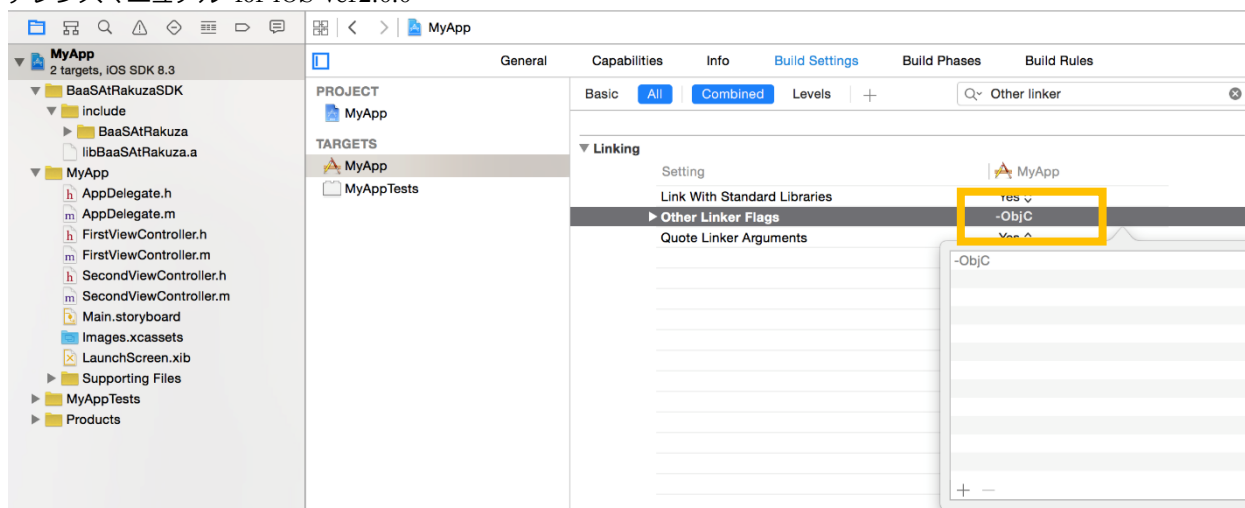 for iOS
MyApp
MyApp
2 targets, iOS SDK 8.3
BaaSAtRakuzaSDK
include
BaaSAtRakuza
libBaaSAtRakuza.a
MyApp
h AppDelegate.h
m AppDelegate.m
h FirstViewController.h
m FirstViewController.m
h SecondViewController.h
m SecondViewController.m
Main.storyboard
Images.xcassets
LaunchScreen.xib
Supporting Files
MyAppTests
Products
General Capabilities Info Build Settings Build Phases Build Rules
PROJECT
MyApp
TARGETS
MyApp
MyAppTests
Basic All Combined Levels + Other linker
Linking
Setting MyApp
Link With Standard Libraries Yes
Other Linker Flags -ObjC
Quote Linker Arguments Yes
-ObjC
+ −